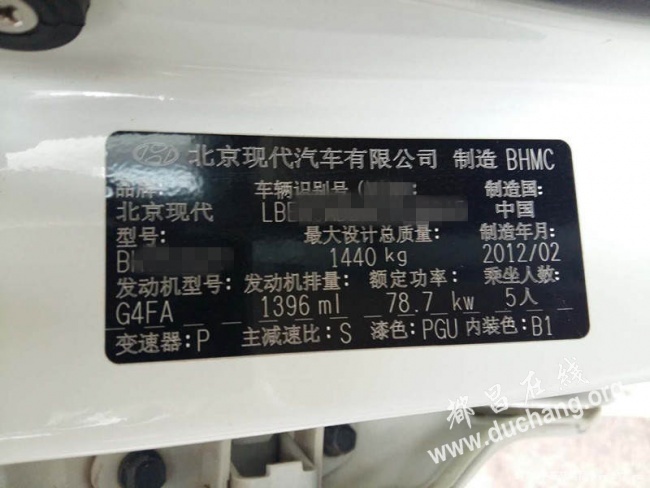 北京现代汽车有限公司 制造 BHMC
品牌: 车辆识别号( 制造国:
北京现代 LBE 中国
型号: 最大设计总质量: 制造年月:
BH 1440 kg 2012/02
发动机型号: 发动机排量: 额定功率: 乘坐人数:
G4FA 1396 ml 78.7 kw 5人
变速器: P 主减速比: S 漆色: PGU 内装色: B1
都昌在线
www.duchang.org